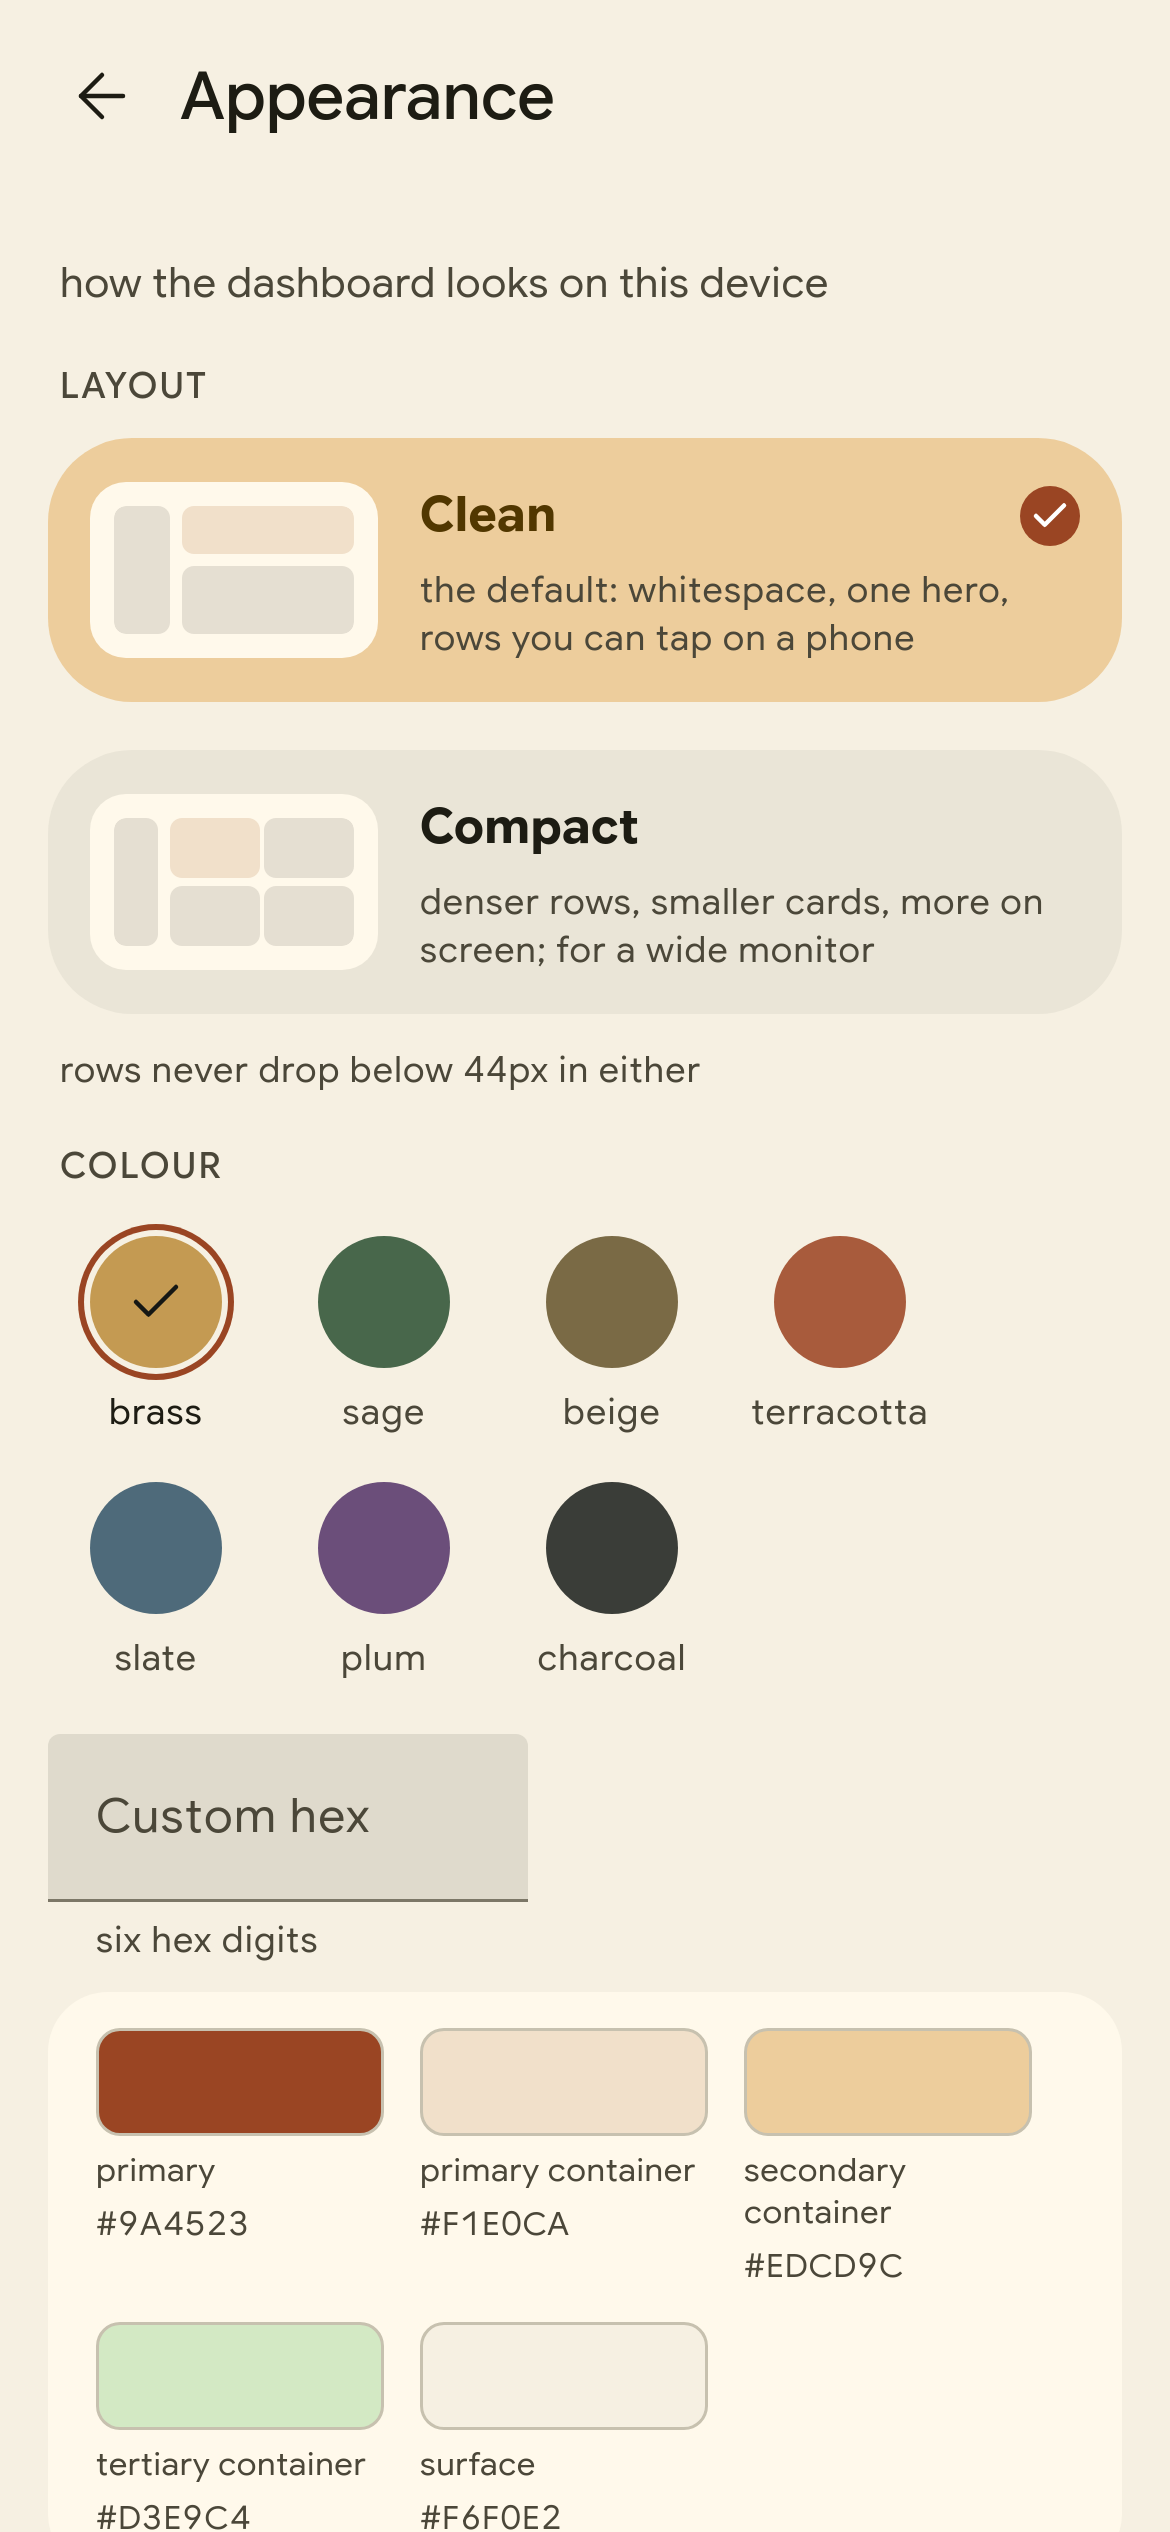 Appearance
how the dashboard looks on this device
LAYOUT
Clean
the default: whitespace, one hero,
rows you can tap on a phone
Compact
denser rows, smaller cards, more on
screen; for a wide monitor
rows never drop below 44px in either
COLOUR
brass
sage
beige
terracotta
slate
plum
charcoal
Custom hex
six hex digits
primary
#9A4523
primary container
#F1E0CA
secondary
container
#EDCD9C
tertiary container
#D3E9C4
surface
#F6F0E2